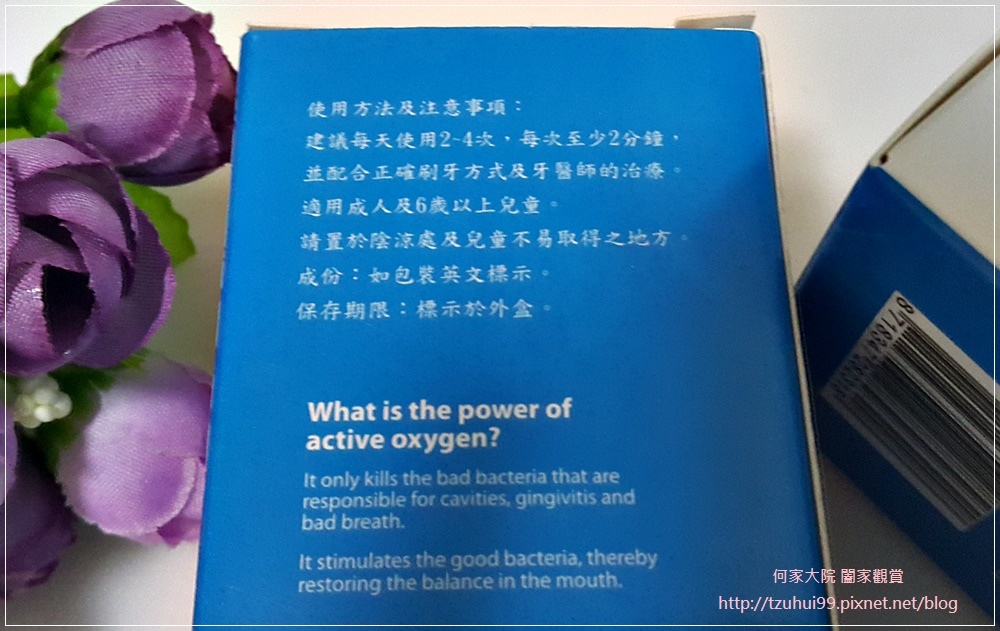 使用方法及注意事項：
建議每天使用2~4次，每次至少2分鐘，
並配合正確刷牙方式及牙醫師的治療。
適用成人及6歲以上兒童。
請置於陰涼處及兒童不易取得之地方。
成份：如包裝英文標示。
保存期限：標示於外盒。
What is the power of
active oxygen?
It only kills the bad bacteria that are
responsible for cavities, gingivitis and
bad breath.
It stimulates the good bacteria, thereby
restoring the balance in the mouth.
何家大院 闔家觀賞
http://tzuhui99.pixnet.net/blog